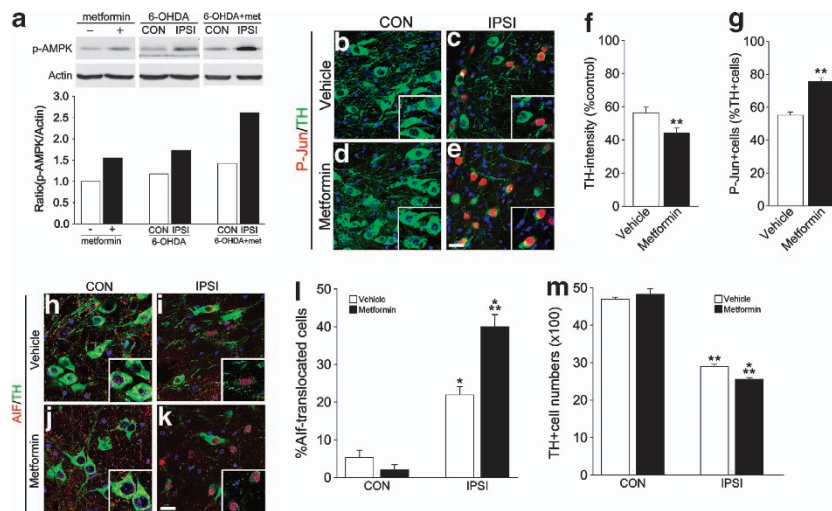 a
metformin 6-OHDA 6-OHDA+met
– + CON IPSI CON IPSI
p-AMPK
Actin
Ratio(p-AMPK/Actin)
3.0
2.5
2.0
1.5
1.0
0.5
0.0
- + CON IPSI CON IPSI
metformin 6-OHDA 6-OHDA+met
CON IPSI
P-Jun/TH
Vehicle
b c
Metformin
d e
f
TH-intensity (%control)
100
80
60
40
20
0
**
Vehicle
Metformin
g
P-Jun+cells (%TH+cells)
100
80
60
40
20
0
**
Vehicle
Metformin
CON IPSI
AIF/TH
Vehicle
h i
Metformin
j k
l
%Alf-translocated cells
50
40
30
20
10
0
Vehicle
Metformin
*
*
**
CON IPSI
m
TH+cell numbers (x100)
60
50
40
30
20
10
0
Vehicle
Metformin
**
*
**
CON IPSI